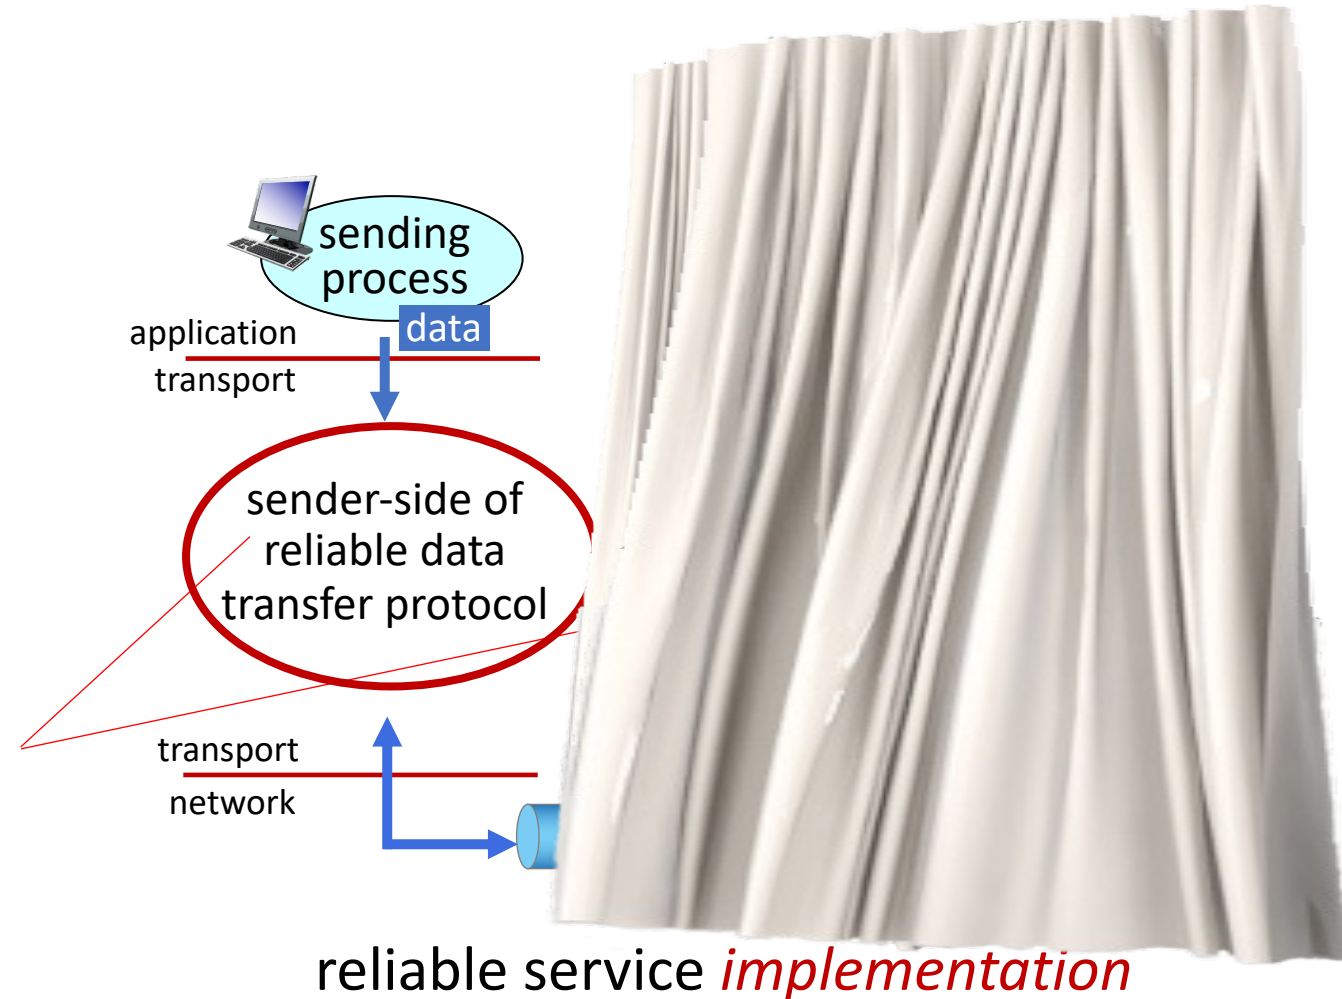 sending
process
data
application
transport
sender-side of
reliable data
transfer protocol
transport
network
reliable service implementation